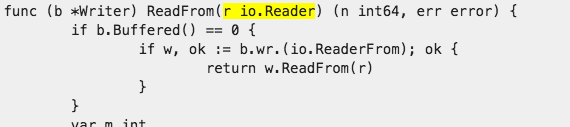 func (b *Writer) ReadFrom(r io.Reader) (n int64, err error) {
        if b.Buffered() == 0 {
                if w, ok := b.wr.(io.ReaderFrom); ok {
                        return w.ReadFrom(r)
                }
        }
        var m int